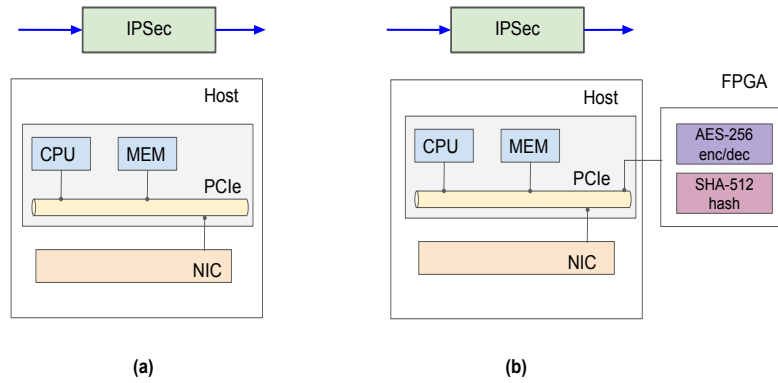 IPSec
Host
CPU
MEM
PCIe
NIC
(a)
IPSec
Host
CPU
MEM
PCIe
NIC
FPGA
AES-256
enc/dec
SHA-512
hash
(b)